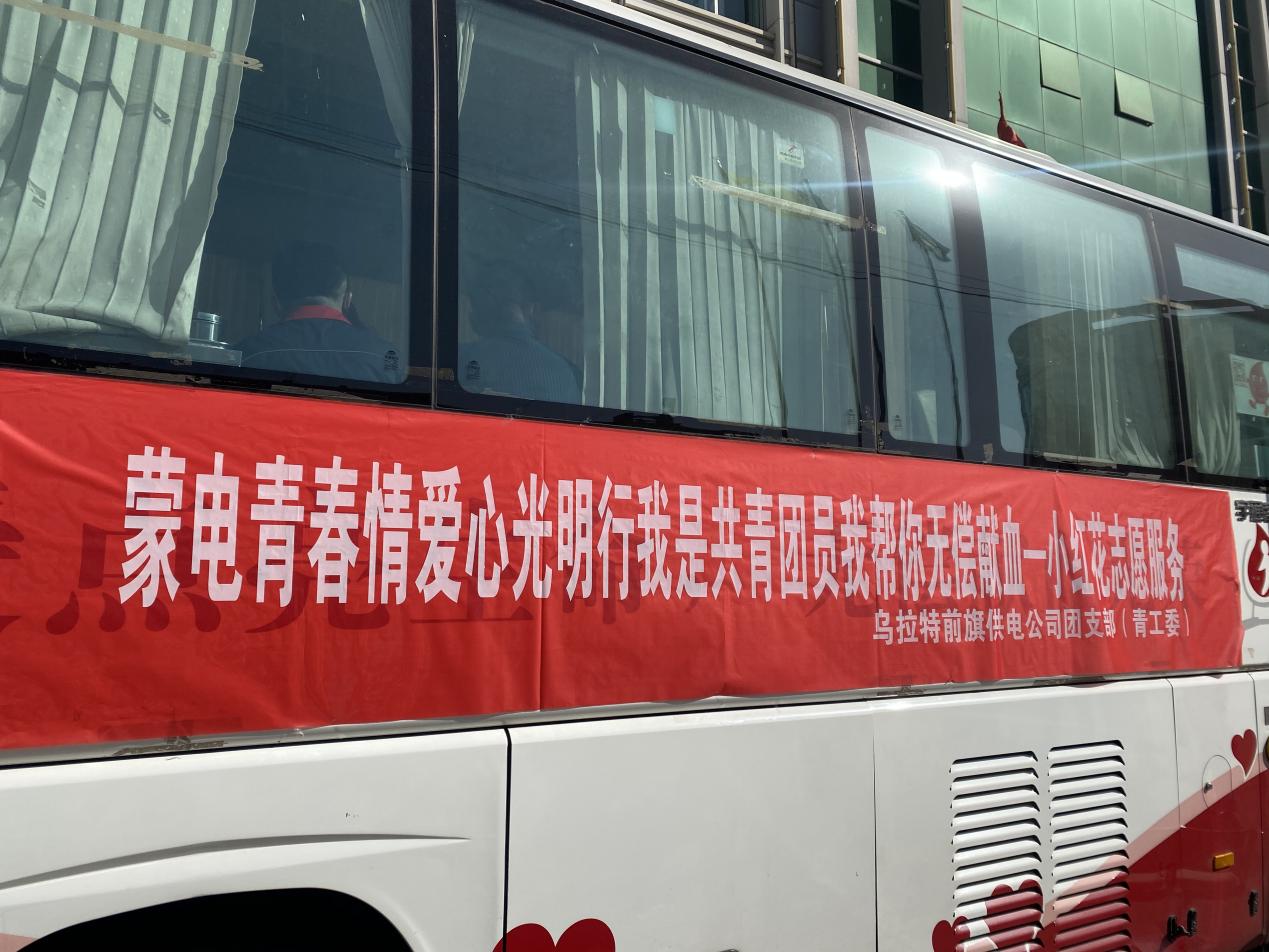 蒙电青春情爱心光明行我是共青团员我帮你无偿献血—小红花志愿服务
乌拉特前旗供电公司团支部（青工委）